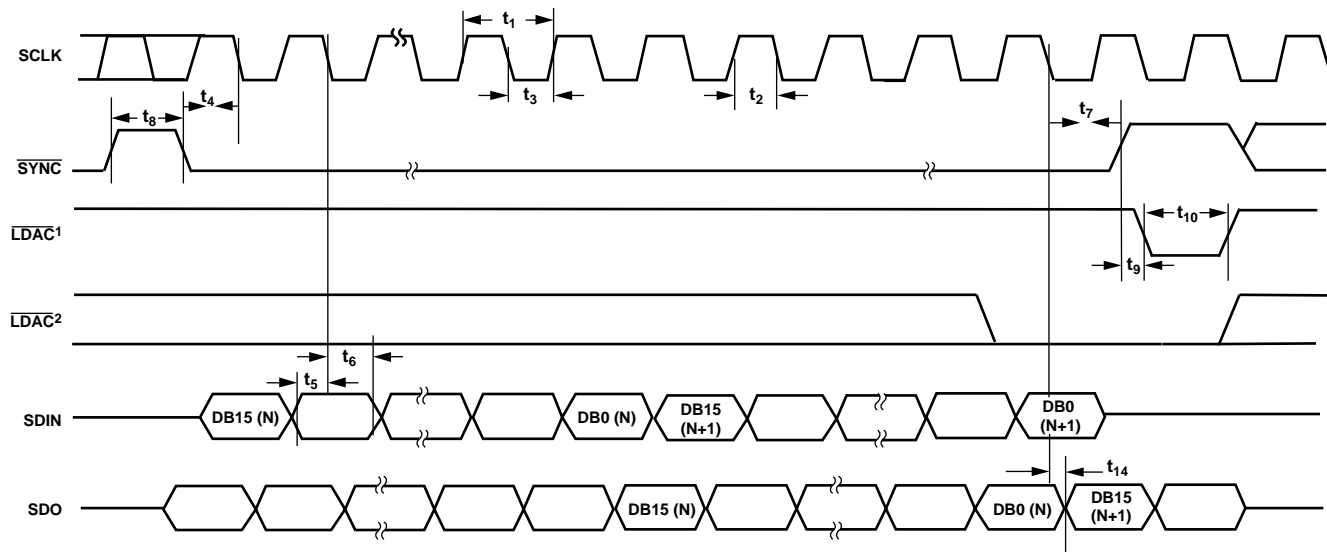 SCLK
t1
t4
t3
t2
t8
t7
SYNC
LDAC1
t10
t9
LDAC2
t6
t5
SDIN
DB15 (N)
DB0 (N)
DB15
(N+1)
DB0
(N+1)
t14
SDO
DB15 (N)
DB0 (N)
DB15
(N+1)